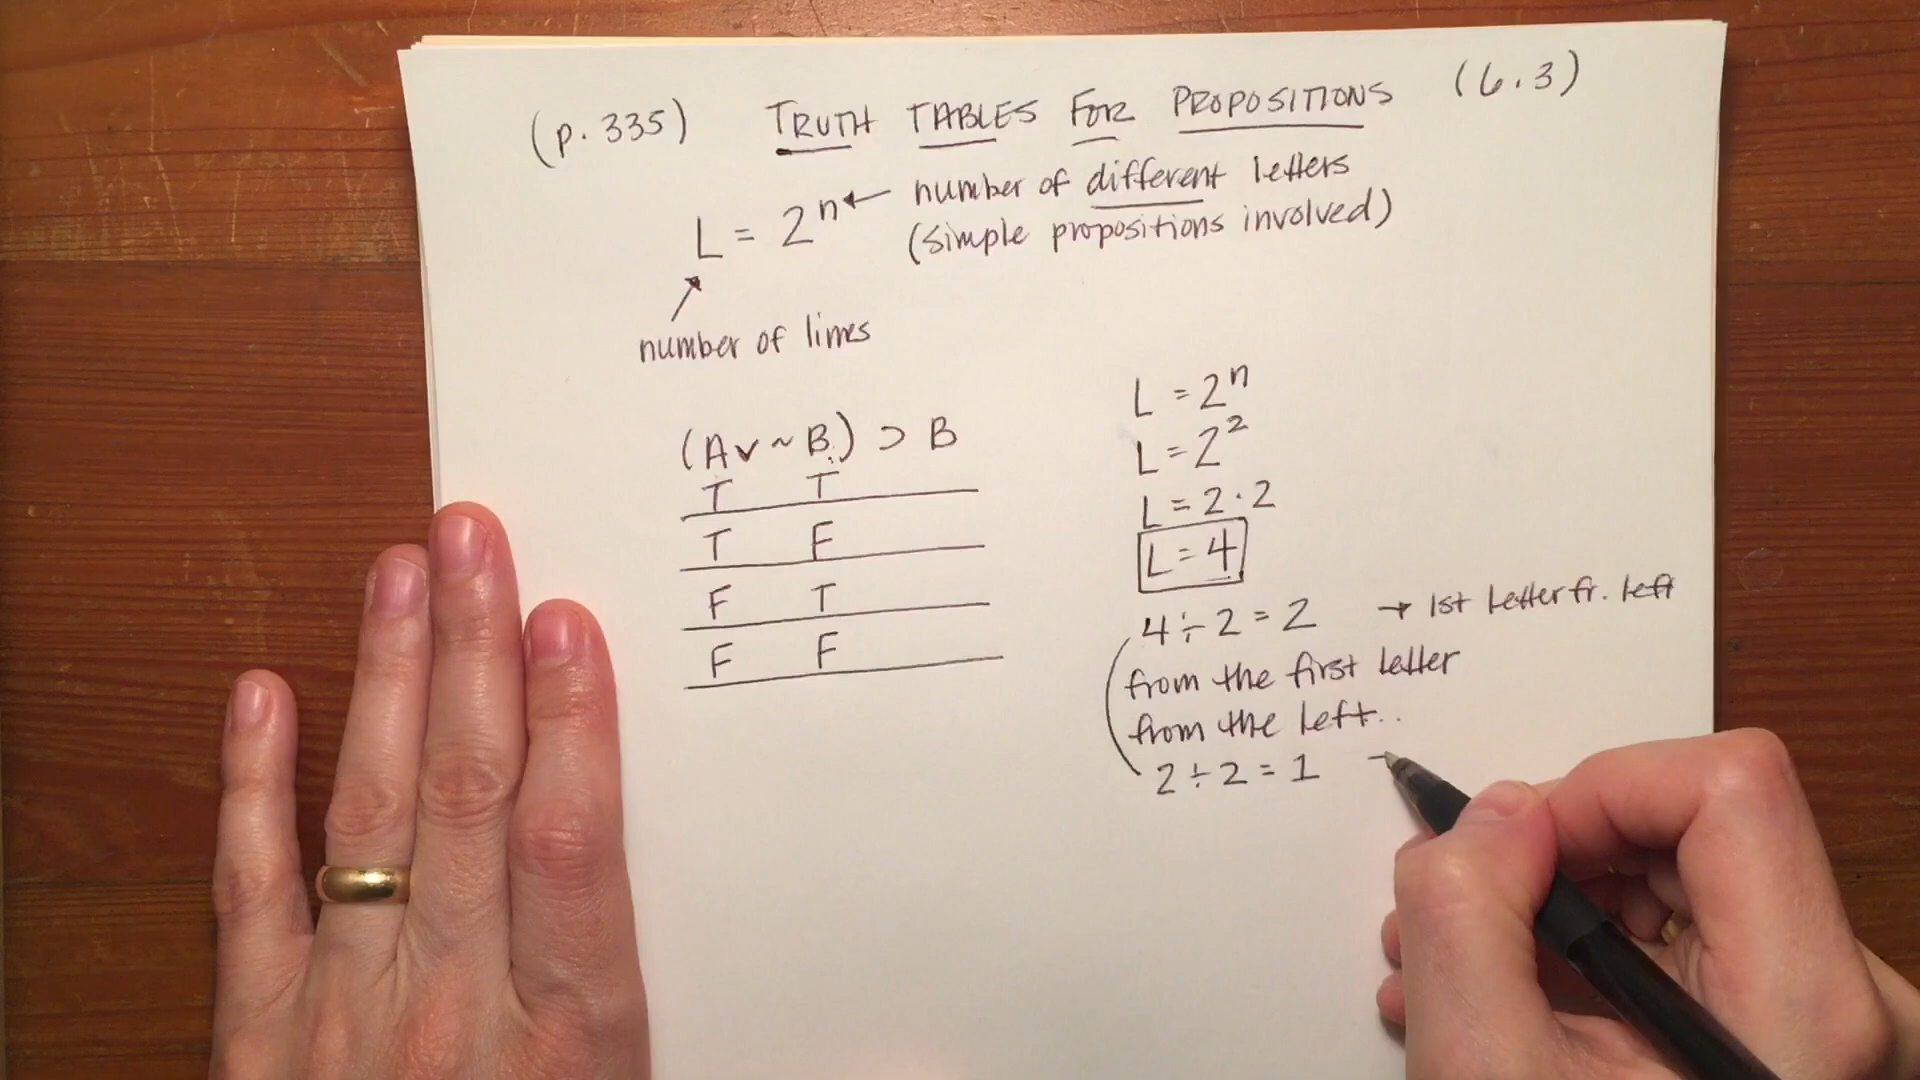 (p. 335) TRUTH TABLES FOR PROPOSITIONS (6.3)
L = 2ⁿ ← number of different letters
(simple propositions involved)
number of lines
(A ∨ ~ B) ⊃ B
T T
T F
F T
F F
L = 2ⁿ
L = 2²
L = 2 · 2
L = 4
4 ÷ 2 = 2 → 1st letter fr. left
from the first letter
from the left..
2 ÷ 2 = 1